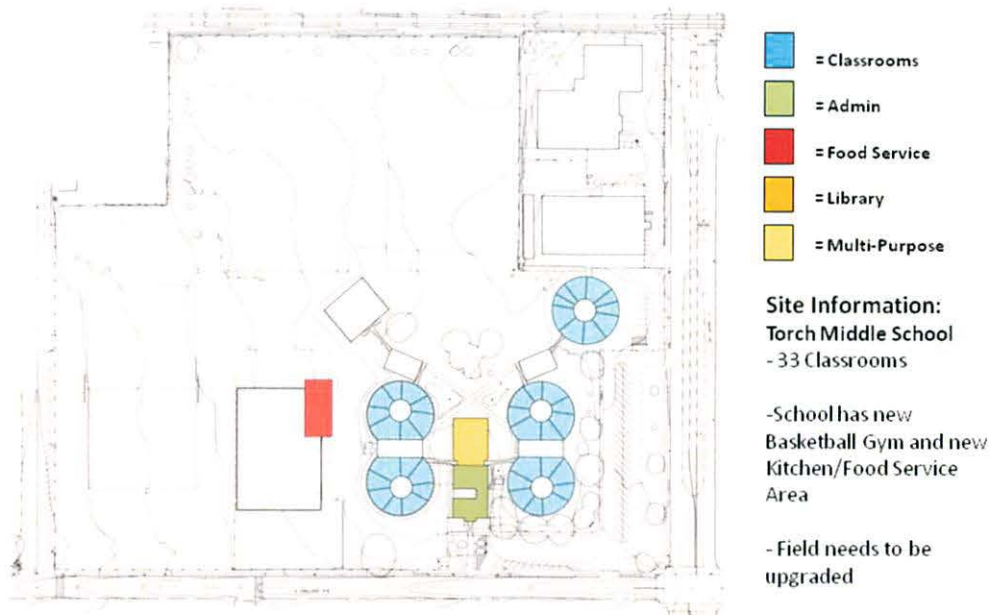 = Classrooms
= Admin
= Food Service
= Library
= Multi-Purpose
Site Information:
Torch Middle School
- 33 Classrooms
-School has new
Basketball Gym and new
Kitchen/Food Service
Area
- Field needs to be
upgraded